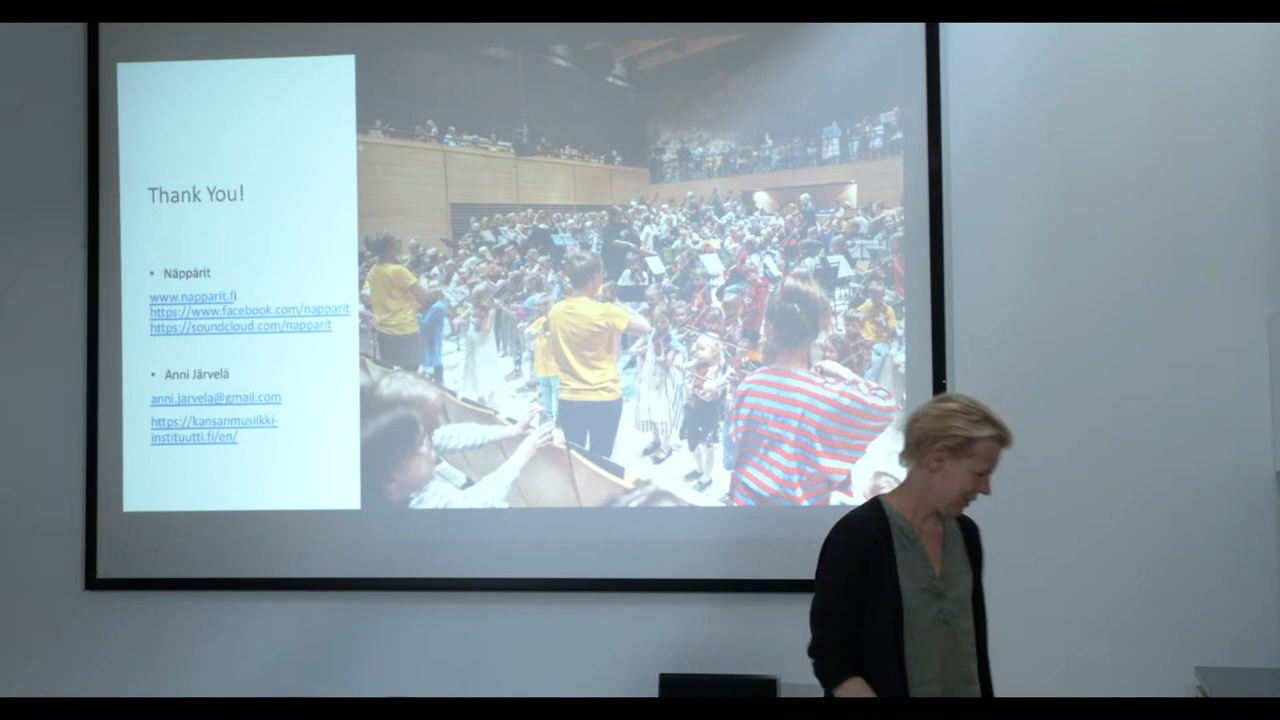 Thank You!
• Näppärit
www.napparit.fi
https://www.facebook.com/napparit
https://soundcloud.com/napparit
• Anni Järvelä
anni.jarvela@gmail.com
https://kansanmusiikki-
instituutti.fi/en/